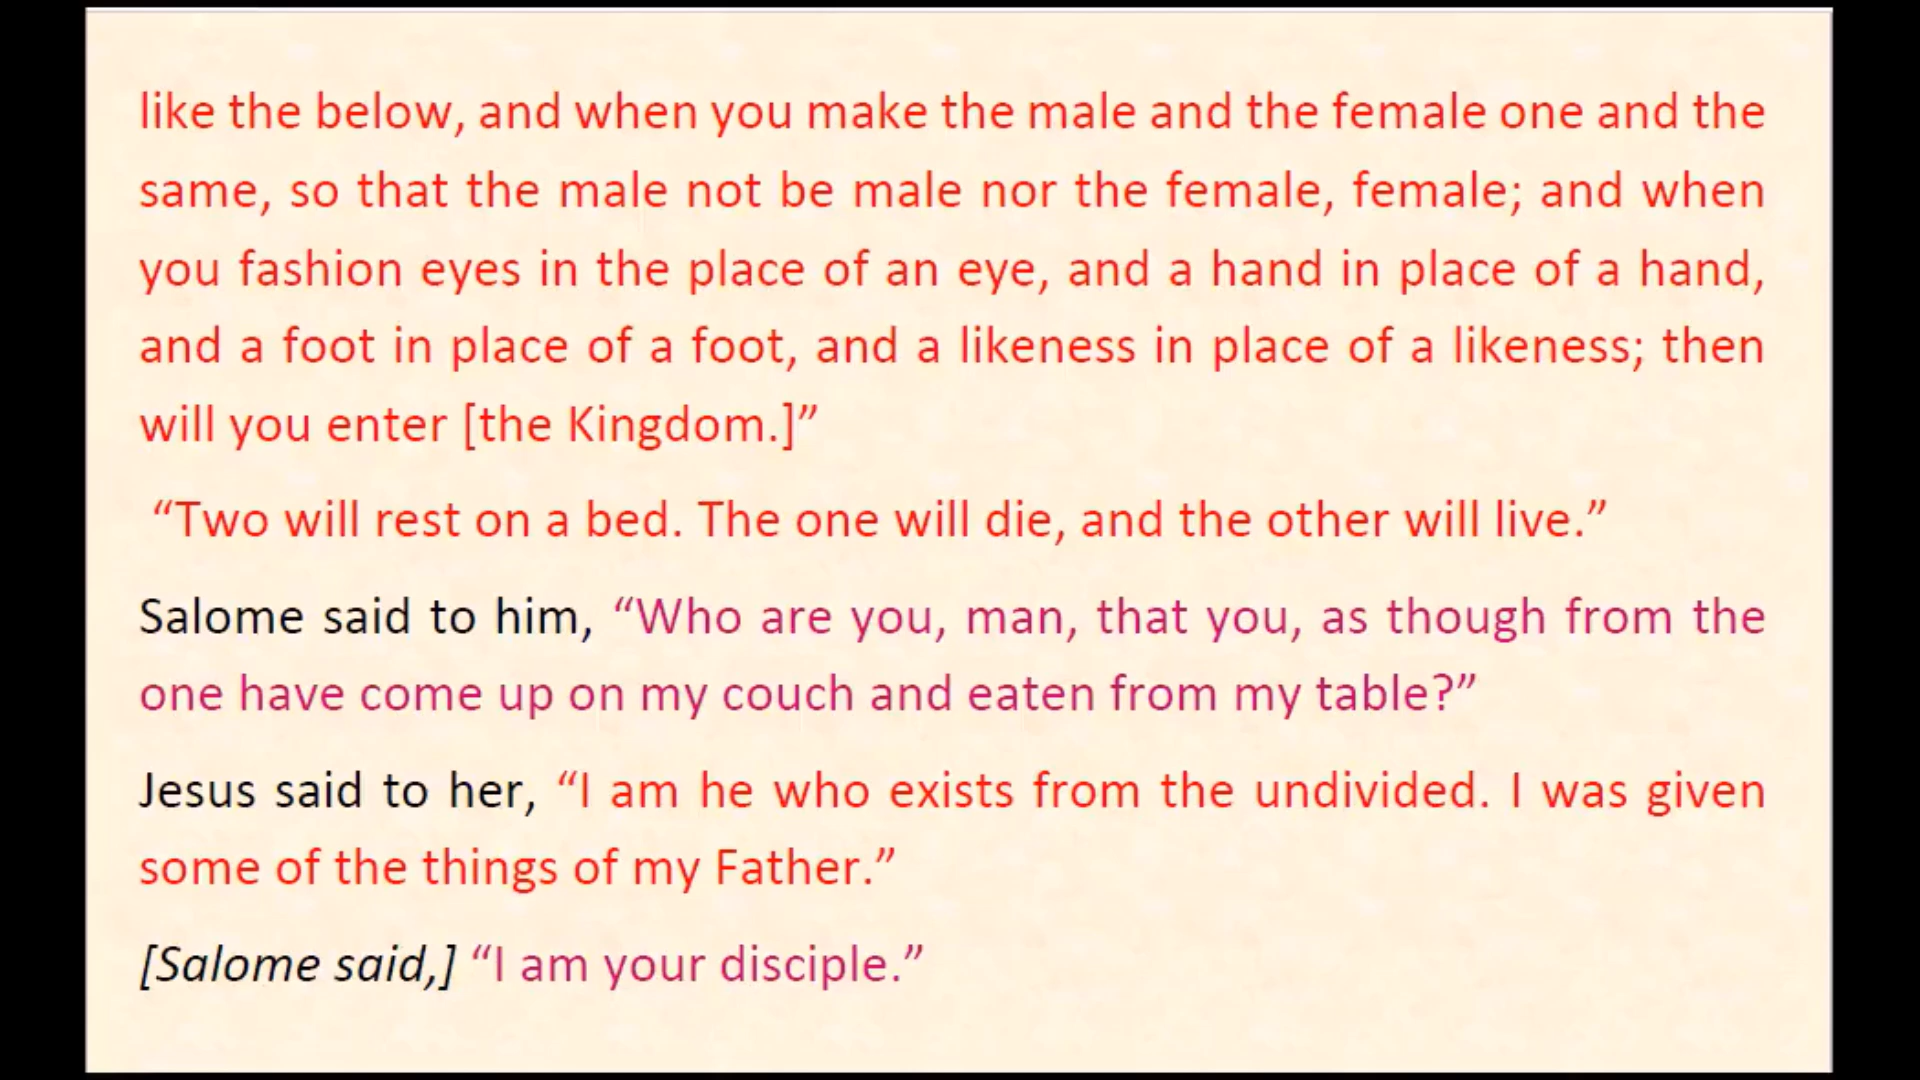 like the below, and when you make the male and the female one and the
same, so that the male not be male nor the female, female; and when
you fashion eyes in the place of an eye, and a hand in place of a hand,
and a foot in place of a foot, and a likeness in place of a likeness; then
will you enter [the Kingdom.]”
“Two will rest on a bed. The one will die, and the other will live.”
Salome said to him, “Who are you, man, that you, as though from the
one have come up on my couch and eaten from my table?”
Jesus said to her, “I am he who exists from the undivided. I was given
some of the things of my Father.”
[Salome said,] “I am your disciple.”